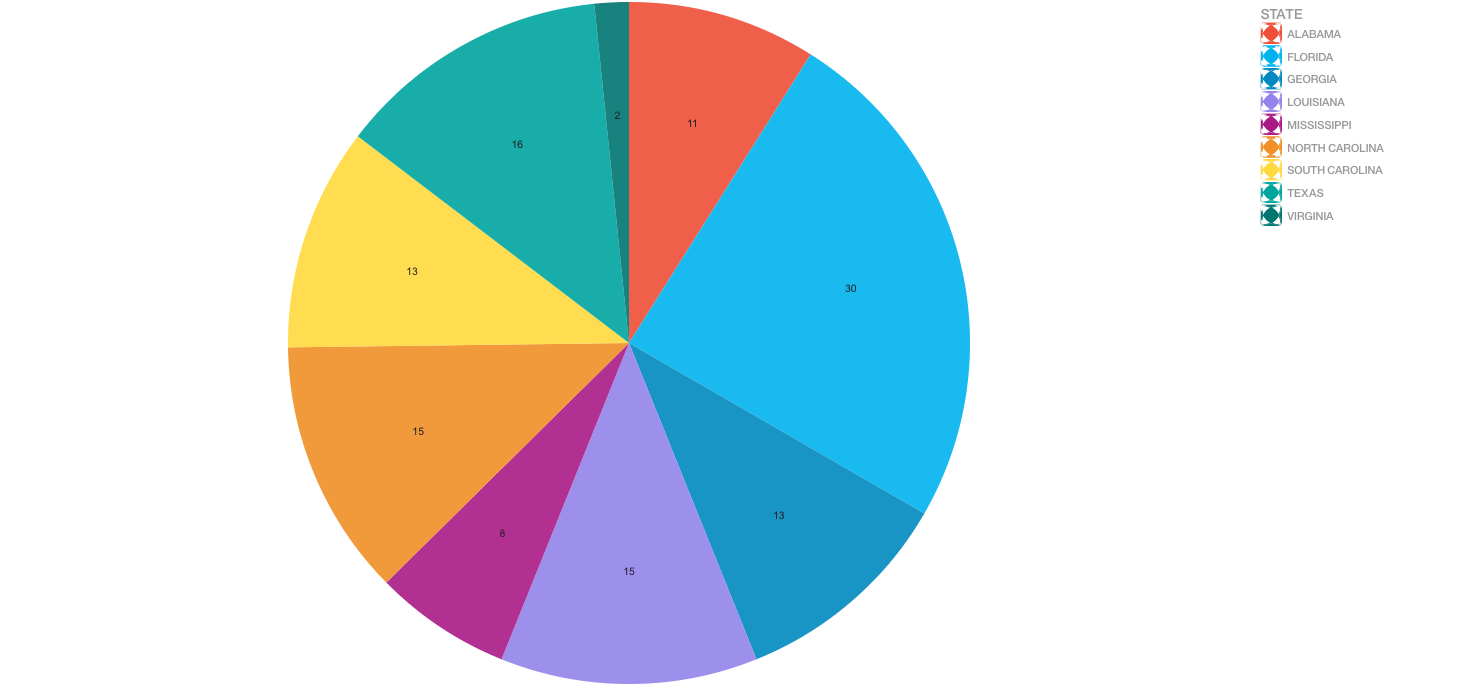 STATE
ALABAMA
FLORIDA
GEORGIA
LOUISIANA
MISSISSIPPI
NORTH CAROLINA
SOUTH CAROLINA
TEXAS
VIRGINIA
2
11
16
13
30
15
13
8
15